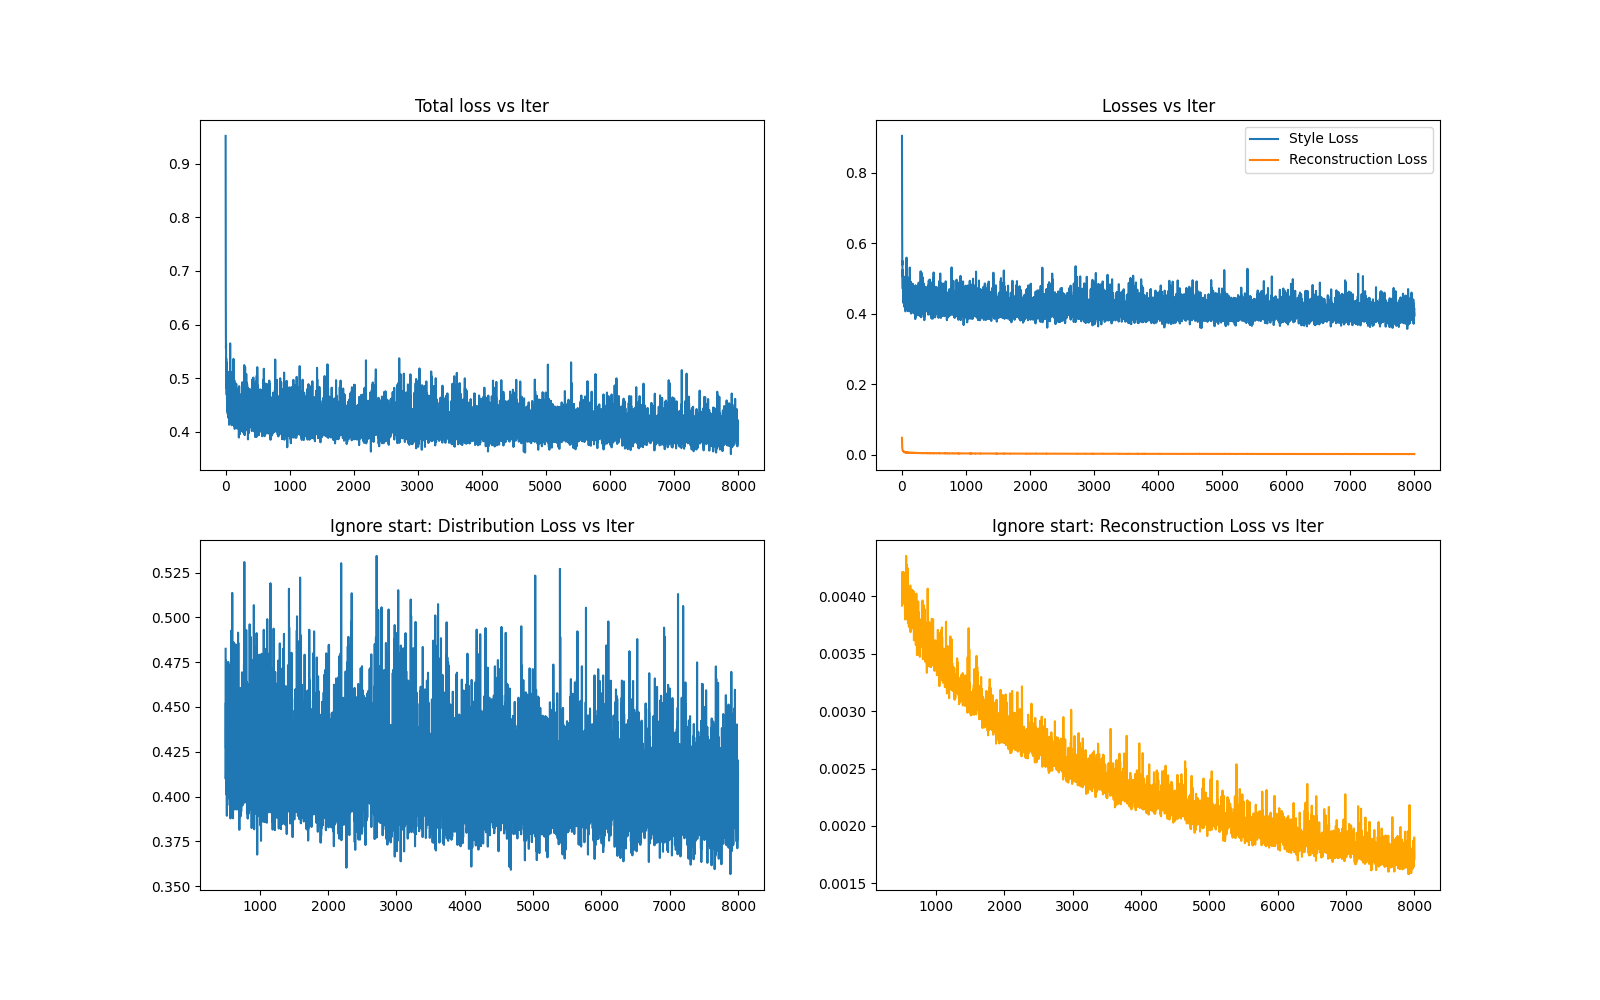 Total loss vs Iter
0.9
0.8
0.7
0.6
0.5
0.4
0 1000 2000 3000 4000 5000 6000 7000 8000
Losses vs Iter
Style Loss
Reconstruction Loss
0.8
0.6
0.4
0.2
0.0
0 1000 2000 3000 4000 5000 6000 7000 8000
Ignore start: Distribution Loss vs Iter
0.525
0.500
0.475
0.450
0.425
0.400
0.375
0.350
1000 2000 3000 4000 5000 6000 7000 8000
Ignore start: Reconstruction Loss vs Iter
0.0040
0.0035
0.0030
0.0025
0.0020
0.0015
1000 2000 3000 4000 5000 6000 7000 8000